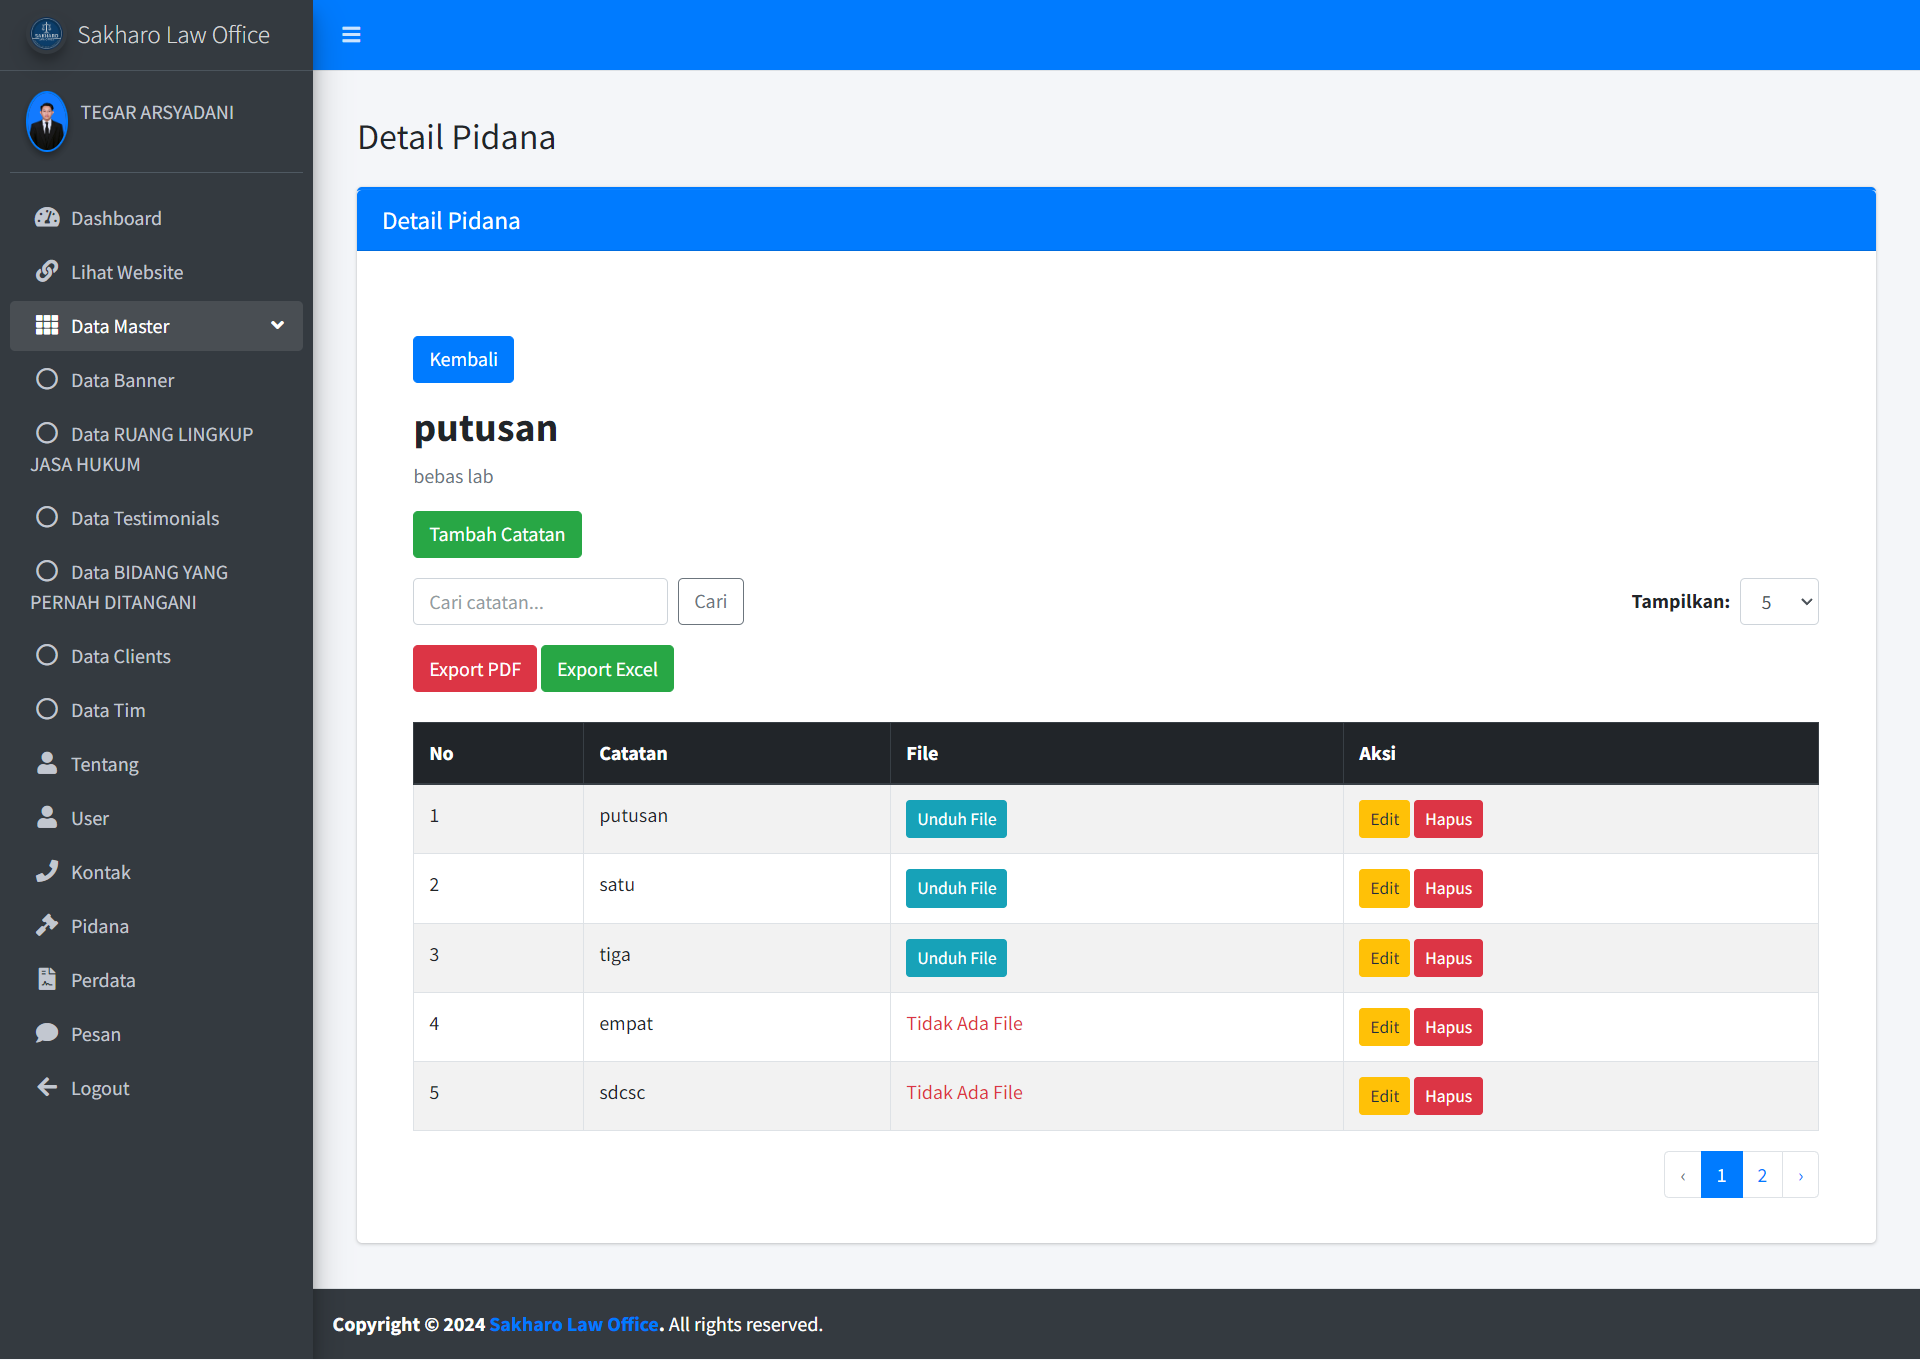 Sakharo Law Office
TEGAR ARSYADANI
Dashboard
Lihat Website
Data Master
Data Banner
Data RUANG LINGKUP
JASA HUKUM
Data Testimonials
Data BIDANG YANG
PERNAH DITANGANI
Data Clients
Data Tim
Tentang
User
Kontak
Pidana
Perdata
Pesan
Logout
Detail Pidana
Detail Pidana
Kembali
putusan
bebas lab
Tambah Catatan
Cari catatan... Cari Tampilkan: 5
Export PDF Export Excel
No Catatan File Aksi
1 putusan Unduh File Edit Hapus
2 satu Unduh File Edit Hapus
3 tiga Unduh File Edit Hapus
4 empat Tidak Ada File Edit Hapus
5 sdcsc Tidak Ada File Edit Hapus
‹ 1 2 ›
Copyright © 2024 Sakharo Law Office. All rights reserved.